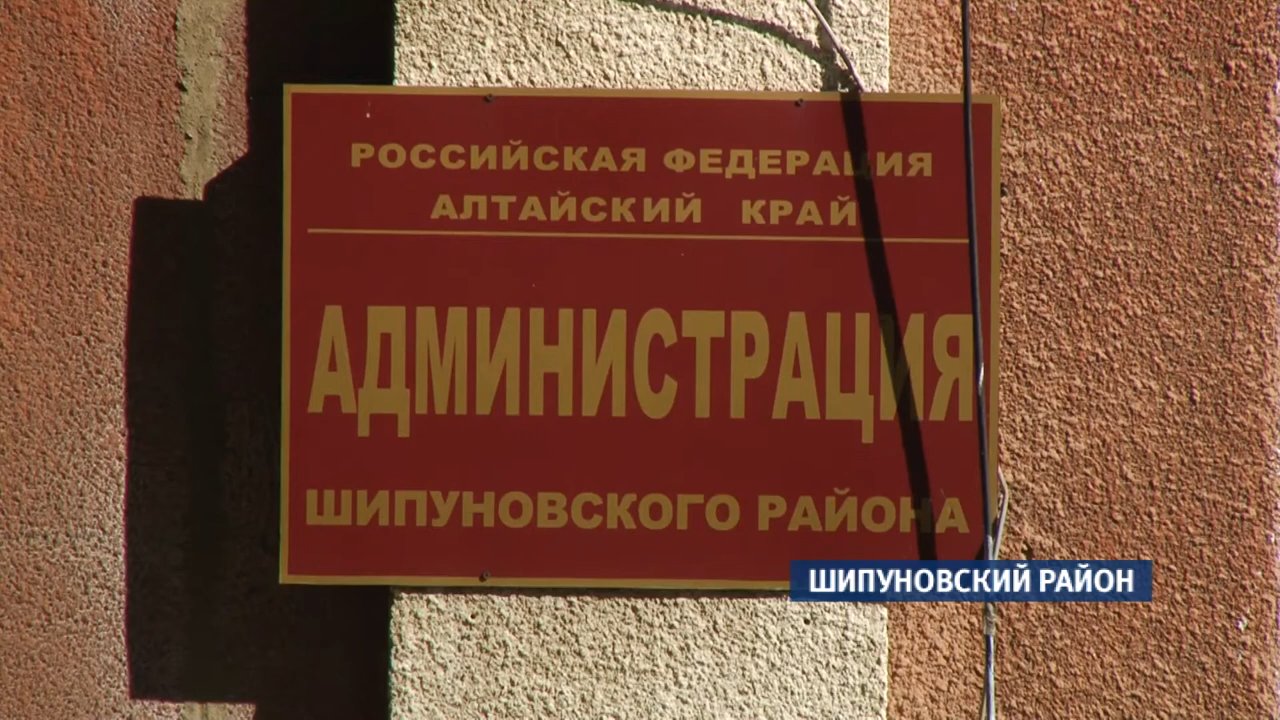 РОССИЙСКАЯ ФЕДЕРАЦИЯ
АЛТАЙСКИЙ КРАЙ
АДМИНИСТРАЦИЯ
ШИПУНОВСКОГО РАЙОНА
ШИПУНОВСКИЙ РАЙОН